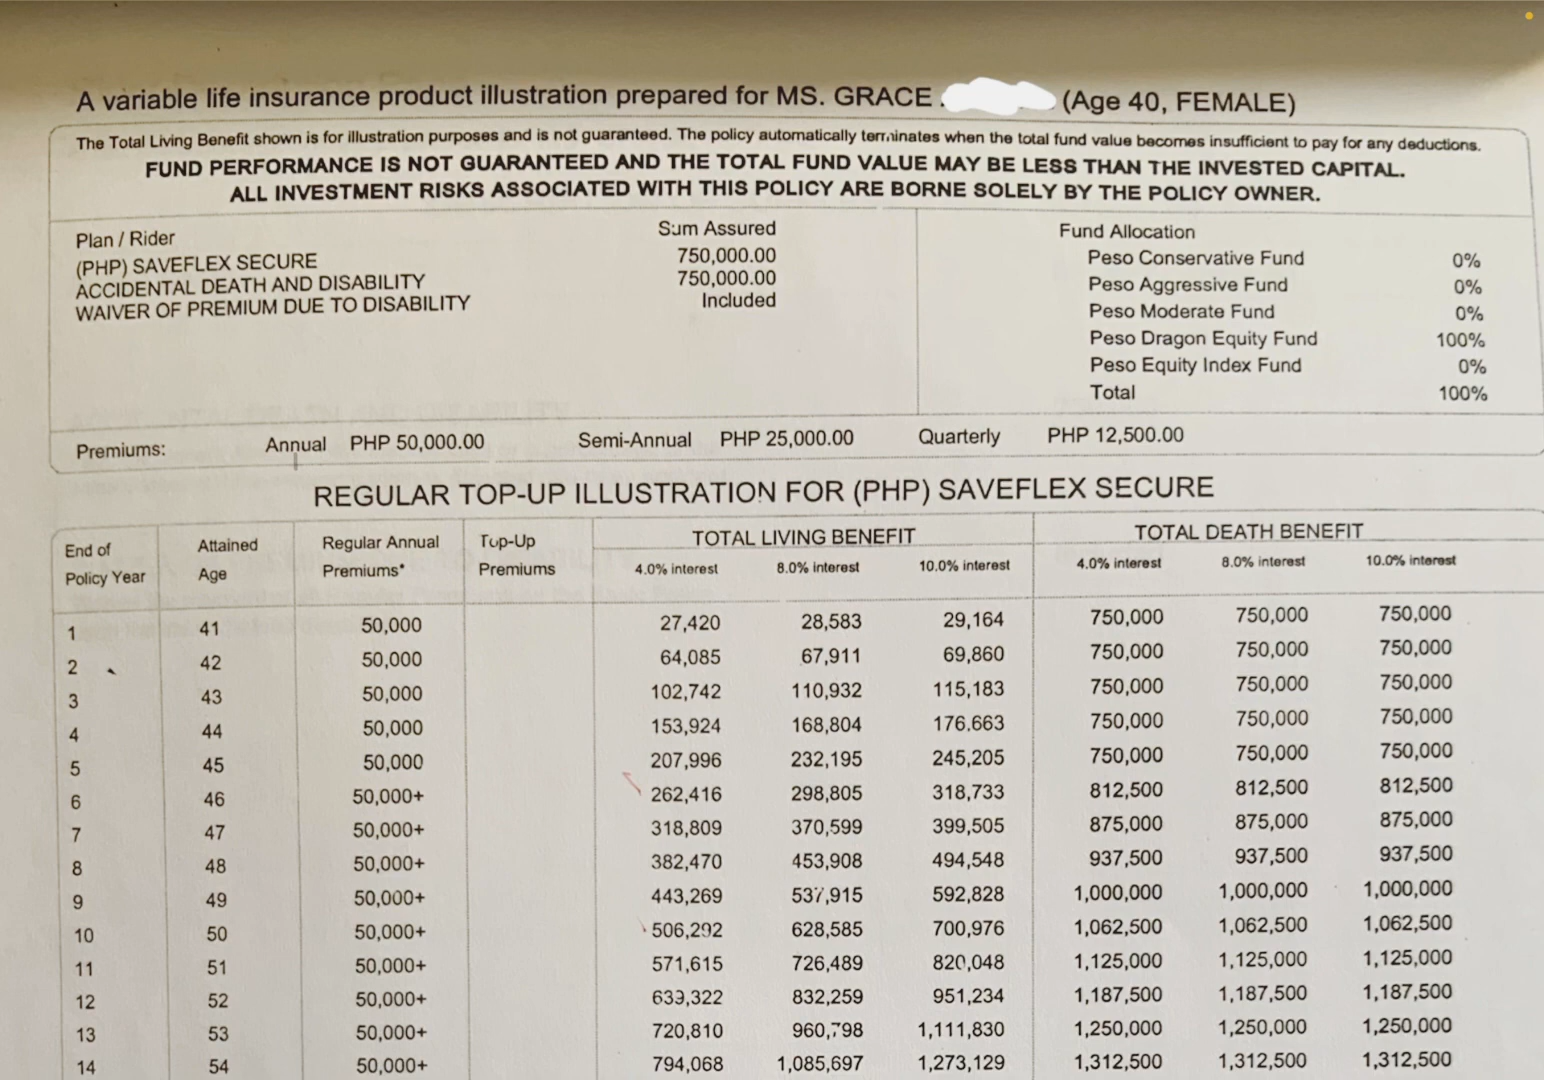 A variable life insurance product illustration prepared for MS. GRACE (Age 40, FEMALE)
The Total Living Benefit shown is for illustration purposes and is not guaranteed. The policy automatically terminates when the total fund value becomes insufficient to pay for any deductions.
FUND PERFORMANCE IS NOT GUARANTEED AND THE TOTAL FUND VALUE MAY BE LESS THAN THE INVESTED CAPITAL.
ALL INVESTMENT RISKS ASSOCIATED WITH THIS POLICY ARE BORNE SOLELY BY THE POLICY OWNER.
Plan / Rider Sum Assured
(PHP) SAVEFLEX SECURE 750,000.00
ACCIDENTAL DEATH AND DISABILITY 750,000.00
WAIVER OF PREMIUM DUE TO DISABILITY Included
Fund Allocation
Peso Conservative Fund 0%
Peso Aggressive Fund 0%
Peso Moderate Fund 0%
Peso Dragon Equity Fund 100%
Peso Equity Index Fund 0%
Total 100%
Premiums: Annual PHP 50,000.00 Semi-Annual PHP 25,000.00 Quarterly PHP 12,500.00
REGULAR TOP-UP ILLUSTRATION FOR (PHP) SAVEFLEX SECURE
End of Policy Year Attained Age Regular Annual Premiums* Top-Up Premiums TOTAL LIVING BENEFIT TOTAL DEATH BENEFIT
4.0% interest 8.0% interest 10.0% interest 4.0% interest 8.0% interest 10.0% interest
1 41 50,000 27,420 28,583 29,164 750,000 750,000 750,000
2 42 50,000 64,085 67,911 69,860 750,000 750,000 750,000
3 43 50,000 102,742 110,932 115,183 750,000 750,000 750,000
4 44 50,000 153,924 168,804 176.663 750,000 750,000 750,000
5 45 50,000 207,996 232,195 245,205 750,000 750,000 750,000
6 46 50,000+ 262,416 298,805 318,733 812,500 812,500 812,500
7 47 50,000+ 318,809 370,599 399,505 875,000 875,000 875,000
8 48 50,000+ 382,470 453,908 494,548 937,500 937,500 937,500
9 49 50,000+ 443,269 537,915 592,828 1,000,000 1,000,000 1,000,000
10 50 50,000+ 506,292 628,585 700,976 1,062,500 1,062,500 1,062,500
11 51 50,000+ 571,615 726,489 820,048 1,125,000 1,125,000 1,125,000
12 52 50,000+ 639,322 832,259 951,234 1,187,500 1,187,500 1,187,500
13 53 50,000+ 720,810 960,798 1,111,830 1,250,000 1,250,000 1,250,000
14 54 50,000+ 794,068 1,085,697 1,273,129 1,312,500 1,312,500 1,312,500